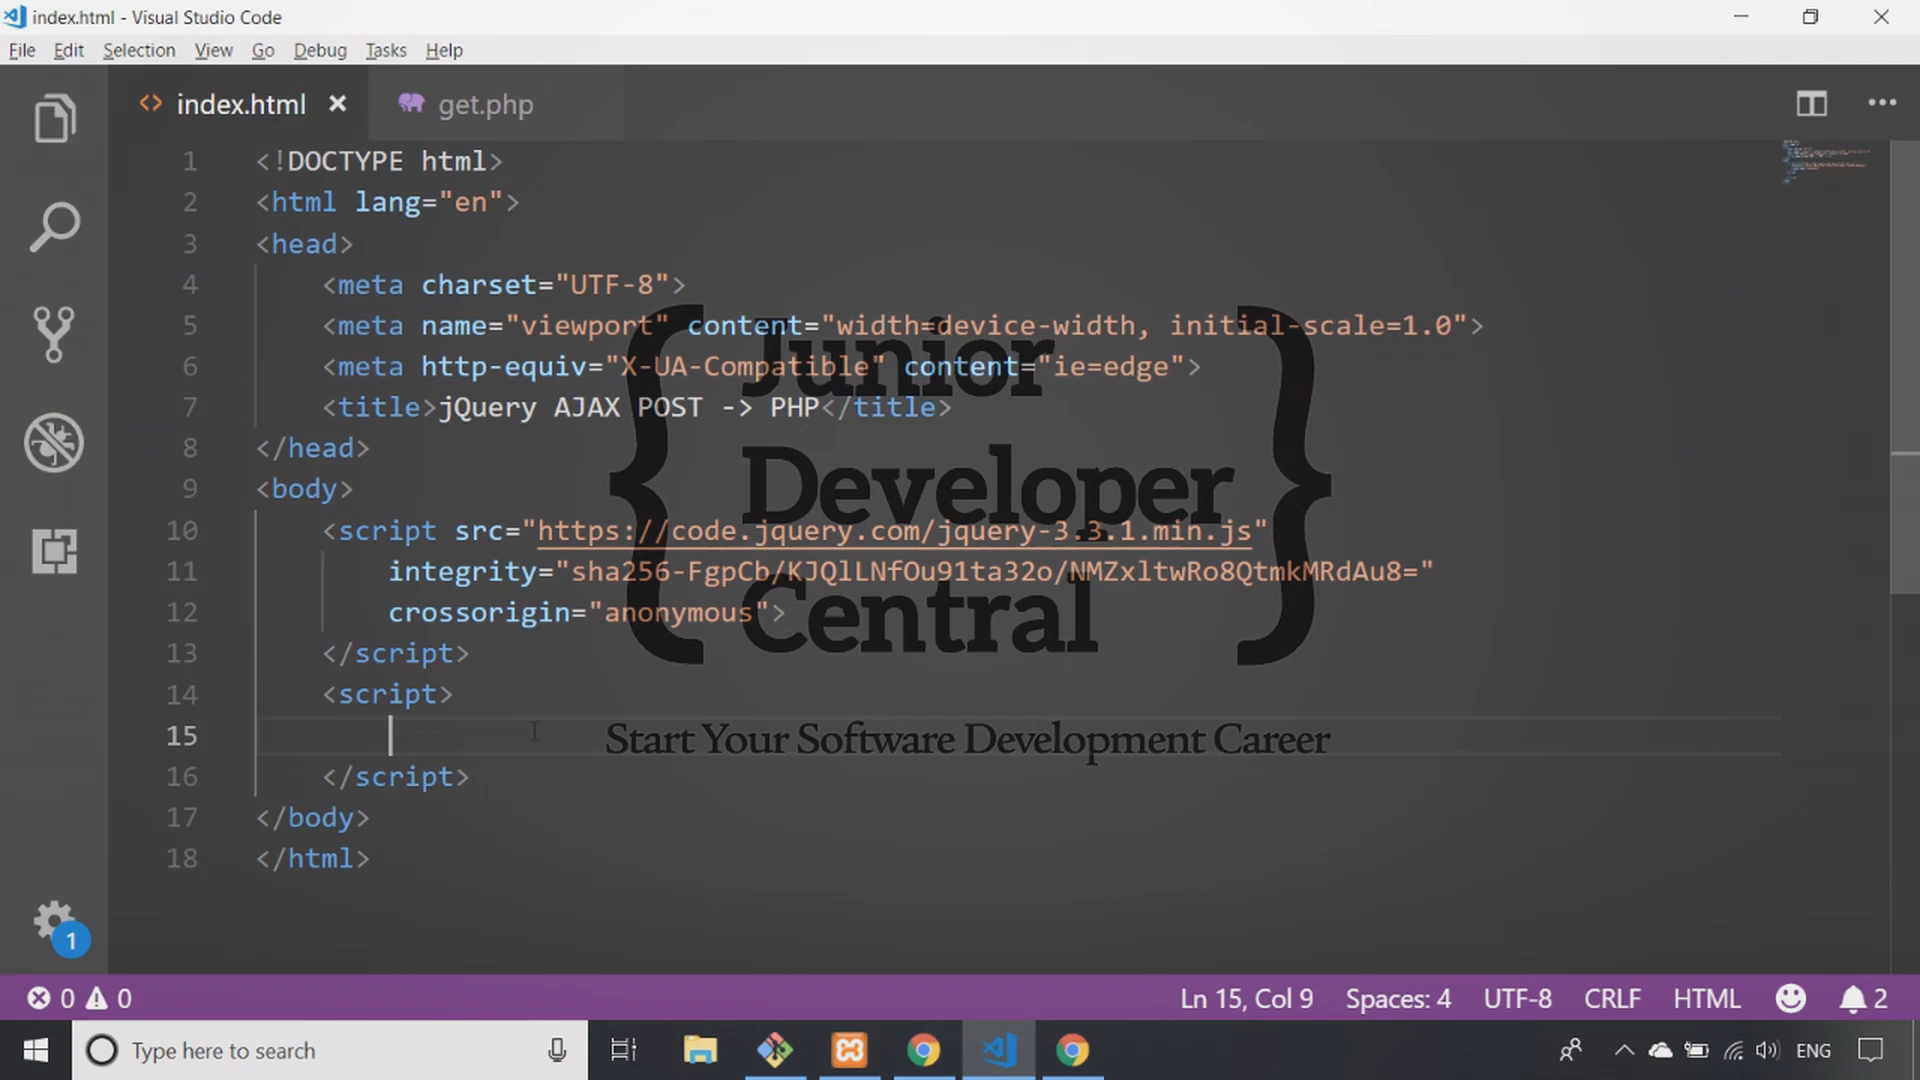 index.html - Visual Studio Code
File Edit Selection View Go Debug Tasks Help
index.html get.php
1 <!DOCTYPE html>
2 <html lang="en">
3 <head>
4 <meta charset="UTF-8">
5 <meta name="viewport" content="width=device-width, initial-scale=1.0">
6 <meta http-equiv="X-UA-Compatible" content="ie=edge">
7 <title>jQuery AJAX POST -> PHP</title>
8 </head>
9 <body>
10 <script src="https://code.jquery.com/jquery-3.3.1.min.js"
11 integrity="sha256-FgpCb/KJQlLNfOu91ta32o/NMZxltwRo8QtmkMRdAu8="
12 crossorigin="anonymous">
13 </script>
14 <script>
15
16 </script>
17 </body>
18 </html>
{ Junior
Developer
Central }
Start Your Software Development Career
1
0 0 Ln 15, Col 9 Spaces: 4 UTF-8 CRLF HTML 2
Type here to search ENG